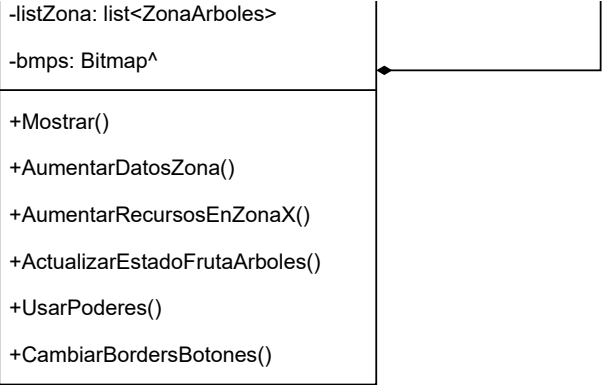 -listZona: list<ZonaArboles>
-bmps: Bitmap^
+Mostrar()
+AumentarDatosZona()
+AumentarRecursosEnZonaX()
+ActualizarEstadoFrutaArboles()
+UsarPoderes()
+CambiarBordersBotones()